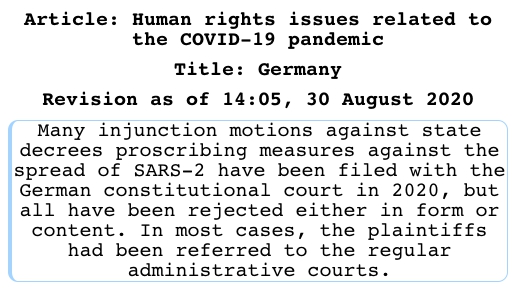 Article: Human rights issues related to
the COVID-19 pandemic
Title: Germany
Revision as of 14:05, 30 August 2020
Many injunction motions against state
decrees proscribing measures against the
spread of SARS-2 have been filed with the
German constitutional court in 2020, but
all have been rejected either in form or
content. In most cases, the plaintiffs
had been referred to the regular
administrative courts.